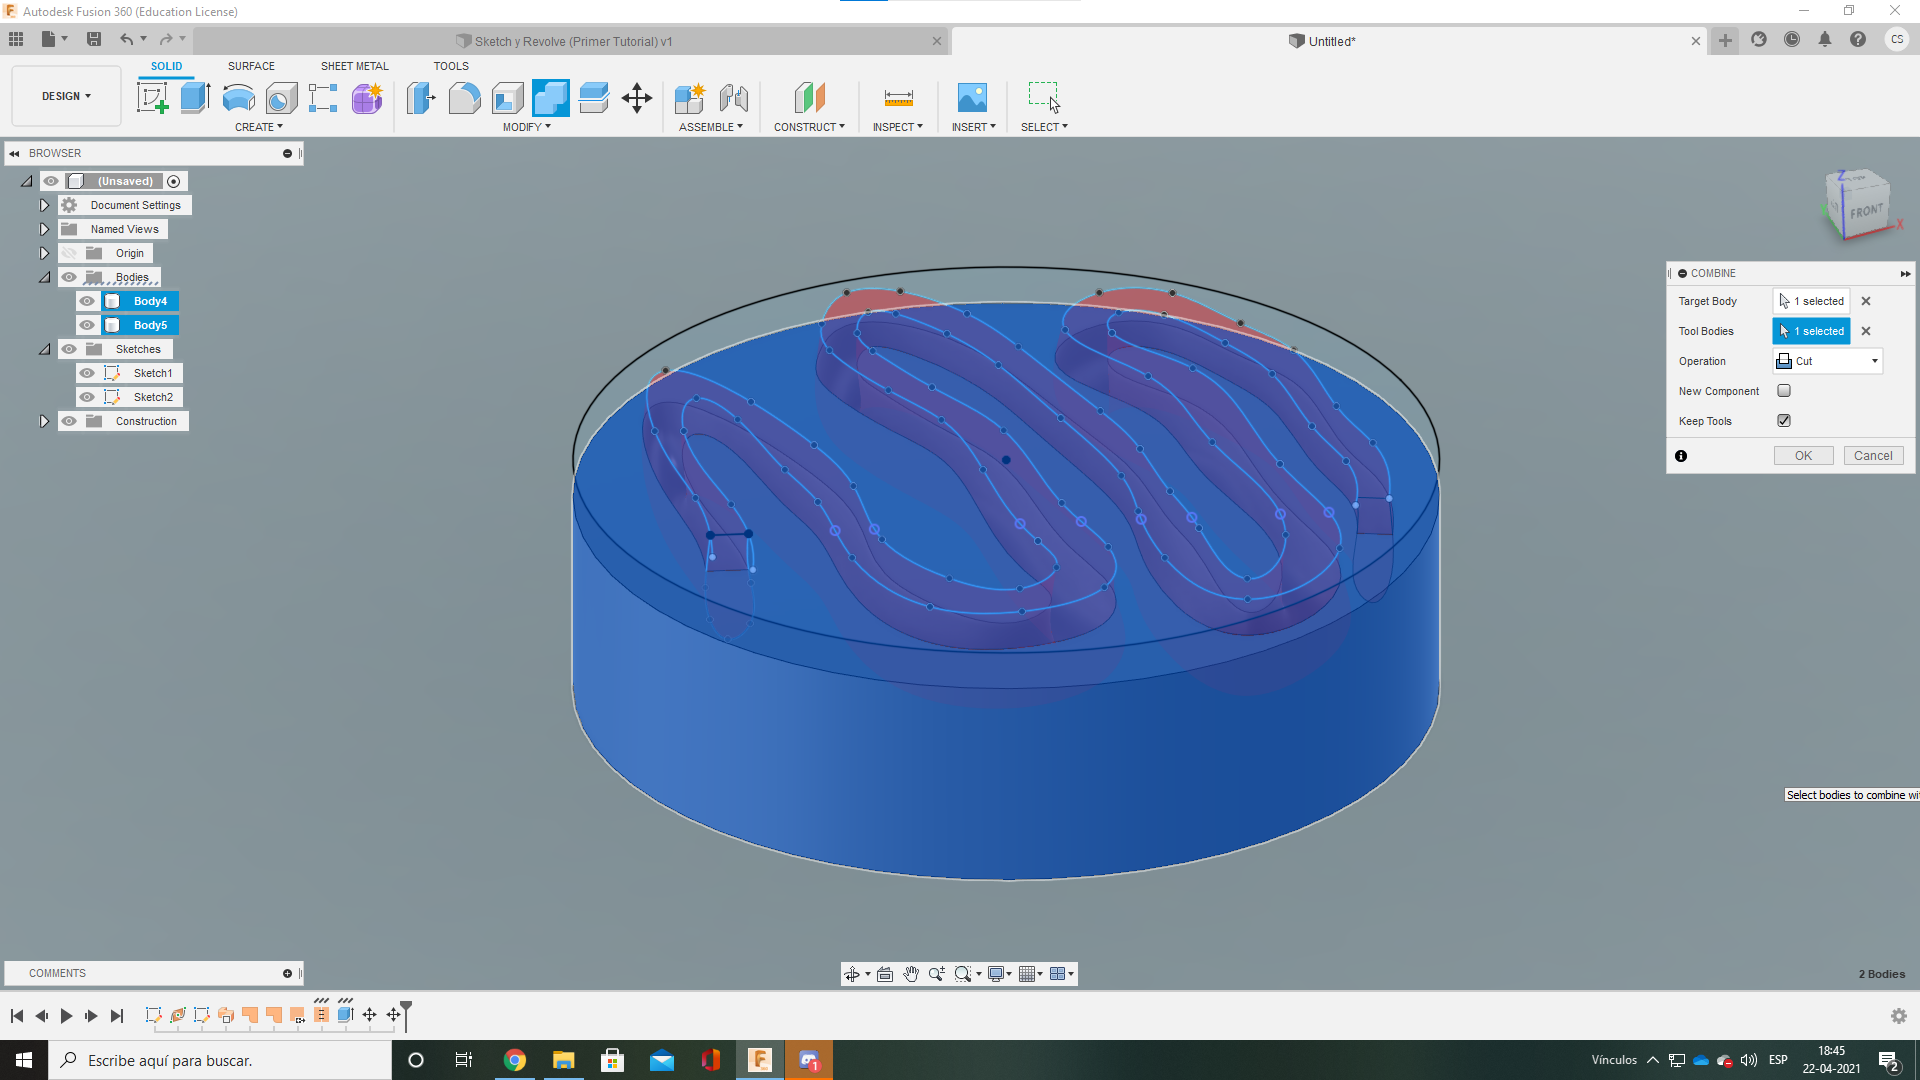 Autodesk Fusion 360 (Education License)
Sketch y Revolve (Primer Tutorial) v1
Untitled*
CS
SOLID
SURFACE
SHEET METAL
TOOLS
DESIGN
CREATE
MODIFY
ASSEMBLE
CONSTRUCT
INSPECT
INSERT
SELECT
BROWSER
(Unsaved)
Document Settings
Named Views
Origin
Bodies
Body4
Body5
Sketches
Sketch1
Sketch2
Construction
Z
FRONT
X
COMBINE
Target Body
1 selected
Tool Bodies
1 selected
Operation
Cut
New Component
Keep Tools
OK
Cancel
Select bodies to combine
COMMENTS
2 Bodies
Escribe aquí para buscar.
1
Vínculos
ESP
18:45
22-04-2021
2